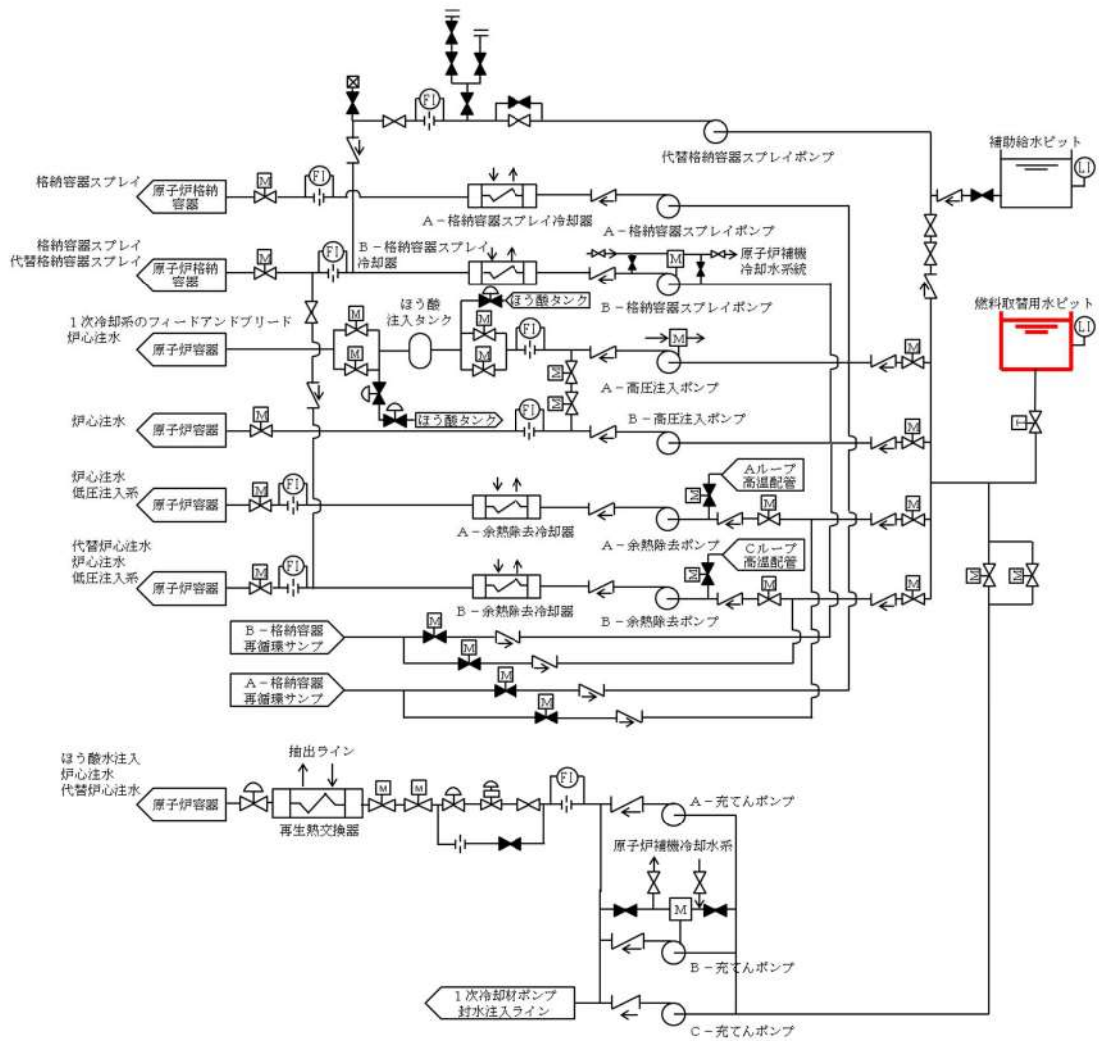 FI
代替格納容器スプレイポンプ
補助給水ピット
LI
格納容器スプレイ
原子炉格納
容器
M
FI
A-格納容器スプレイ冷却器
A-格納容器スプレイポンプ
格納容器スプレイ
代替格納容器スプレイ
原子炉格納
容器
M
FI
B-格納容器スプレイ
冷却器
M
原子炉補機
冷却水系統
B-格納容器スプレイポンプ
燃料取替用水ピット
LI
1次冷却系のフィードアンドブリード
炉心注水
原子炉容器
M
M
ほう酸
注入タンク
ほう酸タンク
M
M
FI
M
A-高圧注入ポンプ
M
M
M
ほう酸タンク
炉心注水
原子炉容器
M
FI
B-高圧注入ポンプ
M
炉心注水
低圧注入系
原子炉容器
M
FI
A-余熱除去冷却器
A-余熱除去ポンプ
Aループ
高温配管
M
M
M
代替炉心注水
炉心注水
低圧注入系
原子炉容器
M
FI
B-余熱除去冷却器
B-余熱除去ポンプ
Cループ
高温配管
M
M
M
M
M
B-格納容器
再循環サンプ
M
M
A-格納容器
再循環サンプ
M
M
ほう酸水注入
炉心注水
代替炉心注水
原子炉容器
抽出ライン
再生熱交換器
M
M
FI
A-充てんポンプ
原子炉補機冷却水系
M
B-充てんポンプ
1次冷却材ポンプ
封水注入ライン
C-充てんポンプ